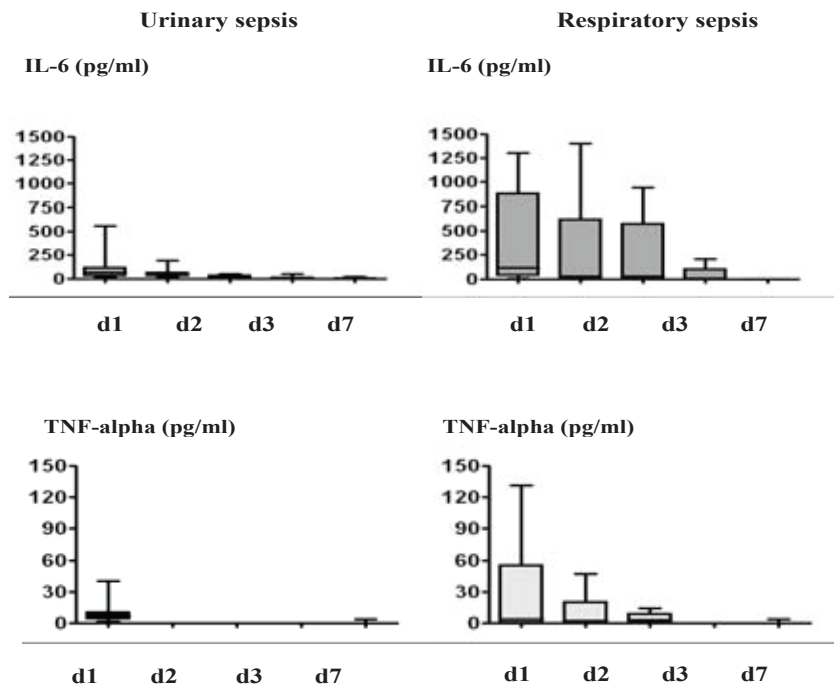 Urinary sepsis
Respiratory sepsis
IL-6 (pg/ml)
IL-6 (pg/ml)
1500
1250
1000
750
500
250
0
1500
1250
1000
750
500
250
0
d1 d2 d3 d7
d1 d2 d3 d7
TNF-alpha (pg/ml)
TNF-alpha (pg/ml)
150
120
90
60
30
0
150
120
90
60
30
0
d1 d2 d3 d7
d1 d2 d3 d7